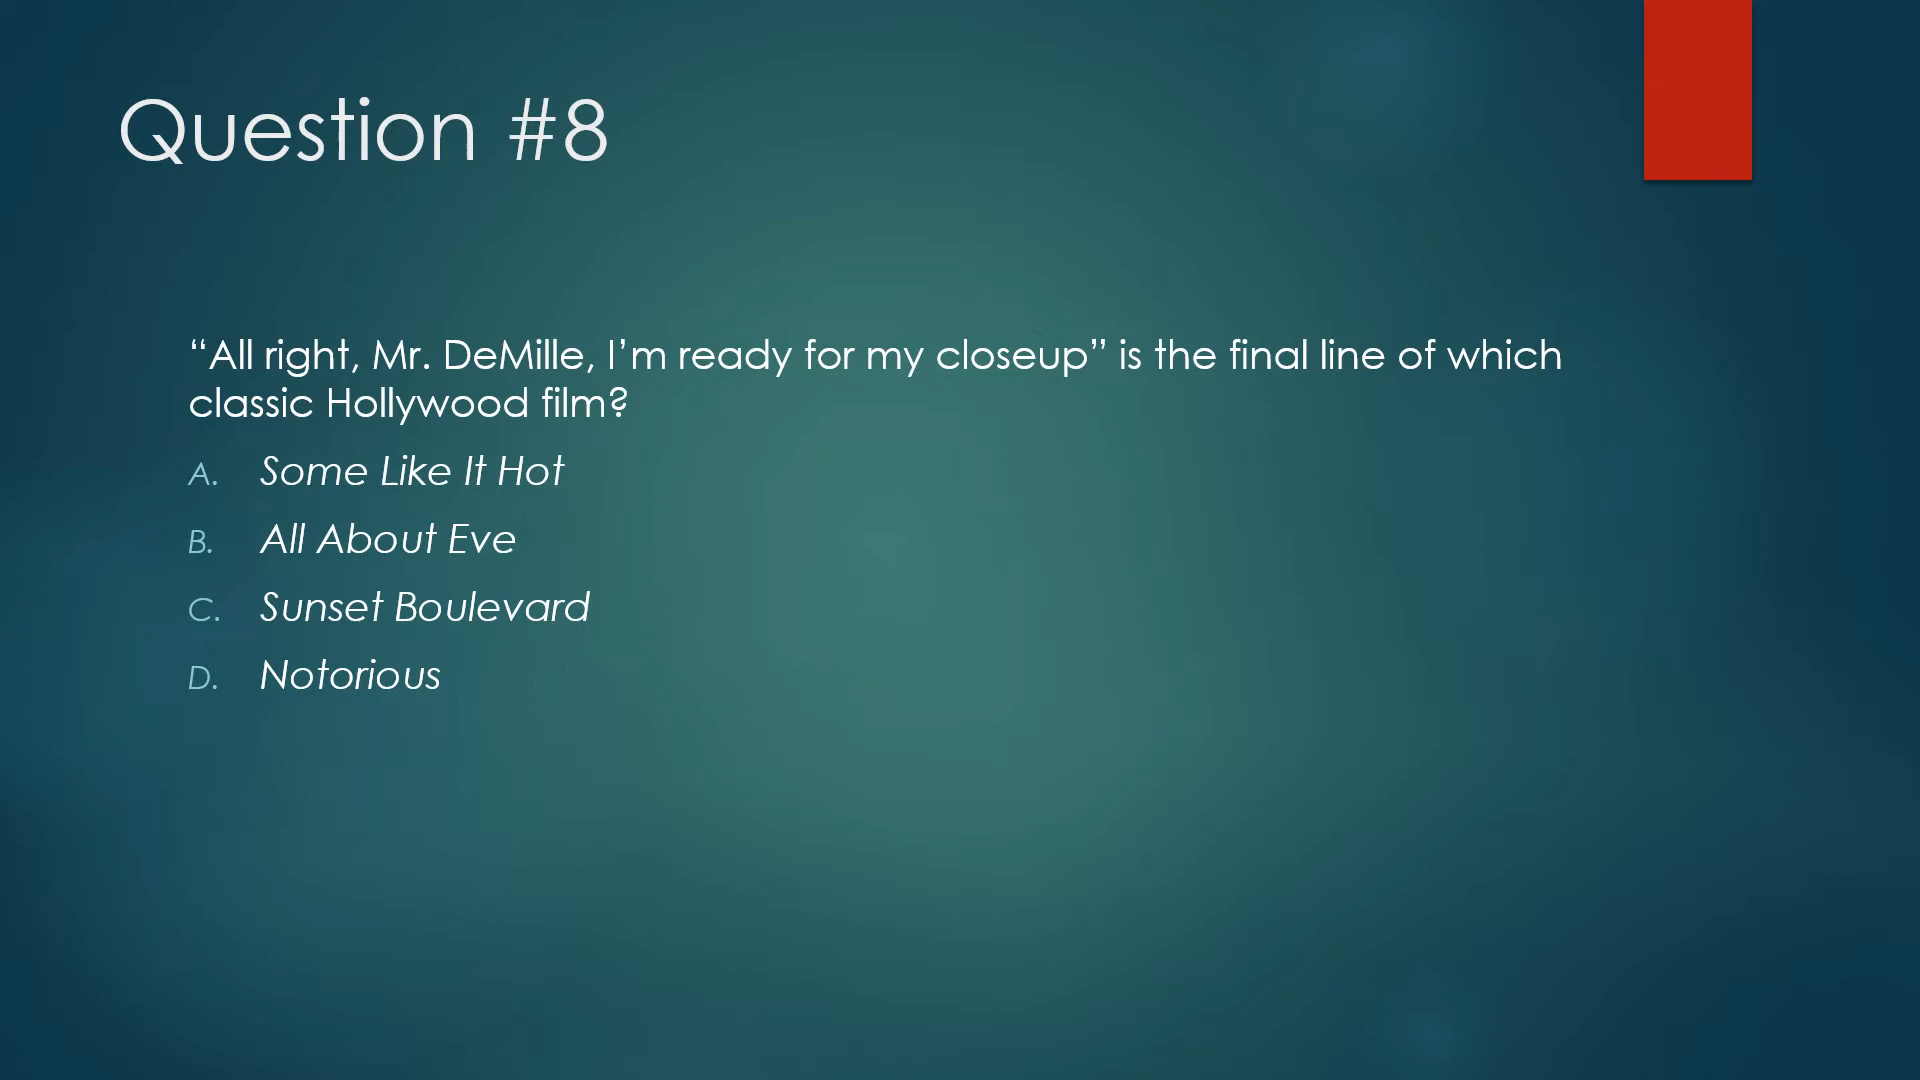 Question #8
“All right, Mr. DeMille, I’m ready for my closeup” is the final line of which
classic Hollywood film?
A. Some Like It Hot
B. All About Eve
C. Sunset Boulevard
D. Notorious